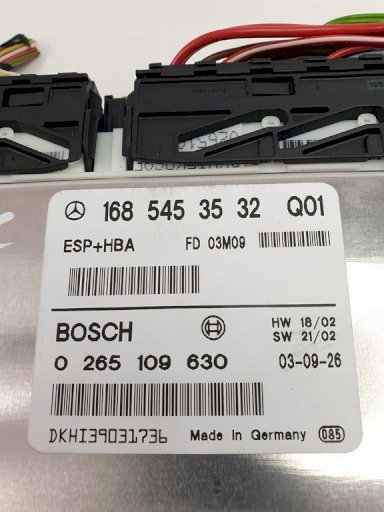 168 545 35 32 Q01
ESP+HBA FD 03M09
BOSCH
HW 18/02
SW 21/02
0 265 109 630 03-09-26
DKHI39031736 Made in Germany 085